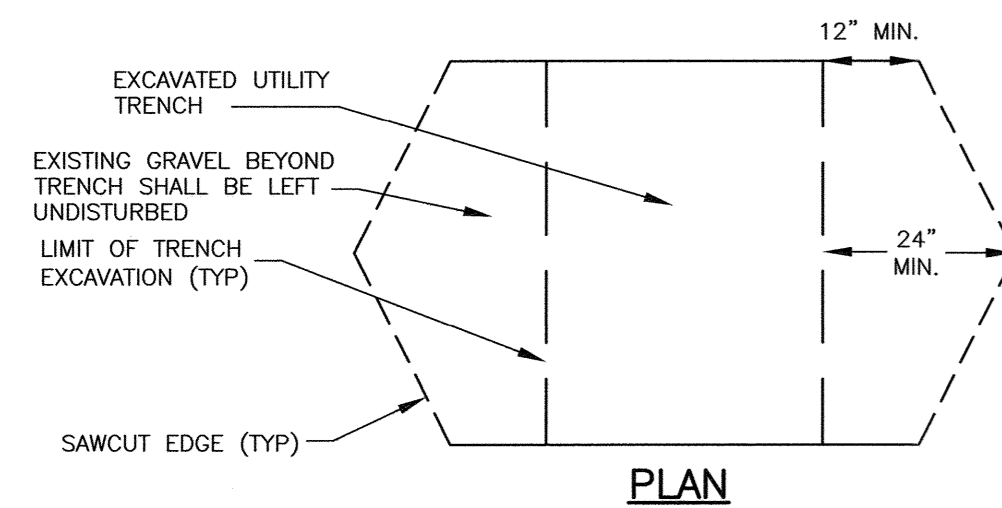 12" MIN.
EXCAVATED UTILITY
TRENCH
EXISTING GRAVEL BEYOND
TRENCH SHALL BE LEFT
UNDISTURBED
LIMIT OF TRENCH
EXCAVATION (TYP)
24"
MIN.
SAWCUT EDGE (TYP)
PLAN